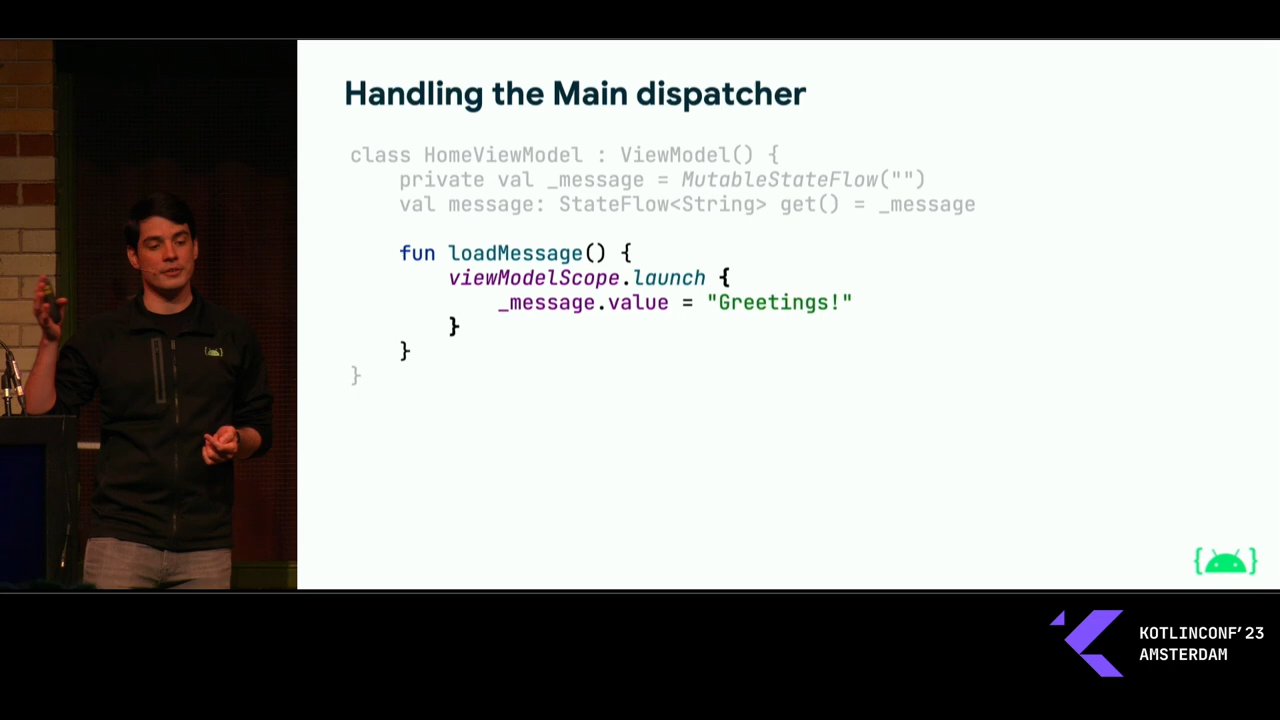 Handling the Main dispatcher
class HomeViewModel : ViewModel() {
    private val _message = MutableStateFlow("")
    val message: StateFlow<String> get() = _message
    fun loadMessage() {
        viewModelScope.launch {
            _message.value = "Greetings!"
        }
    }
}
KOTLINCONF'23
AMSTERDAM